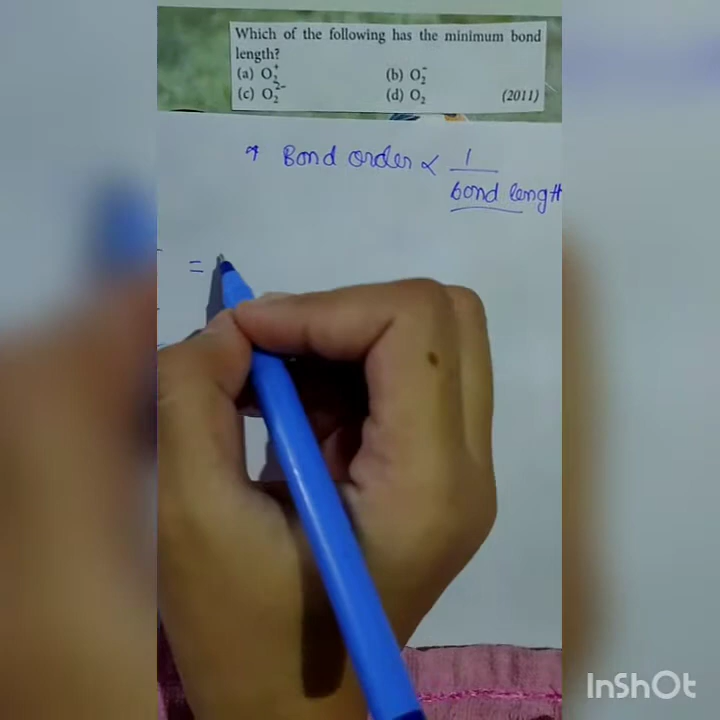 Which of the following has the minimum bond
length?
(a) O₂⁺ (b) O₂⁻
(c) O₂²⁻ (d) O₂ (2011)
* Bond order ∝ 1
bond length
=
InShOt